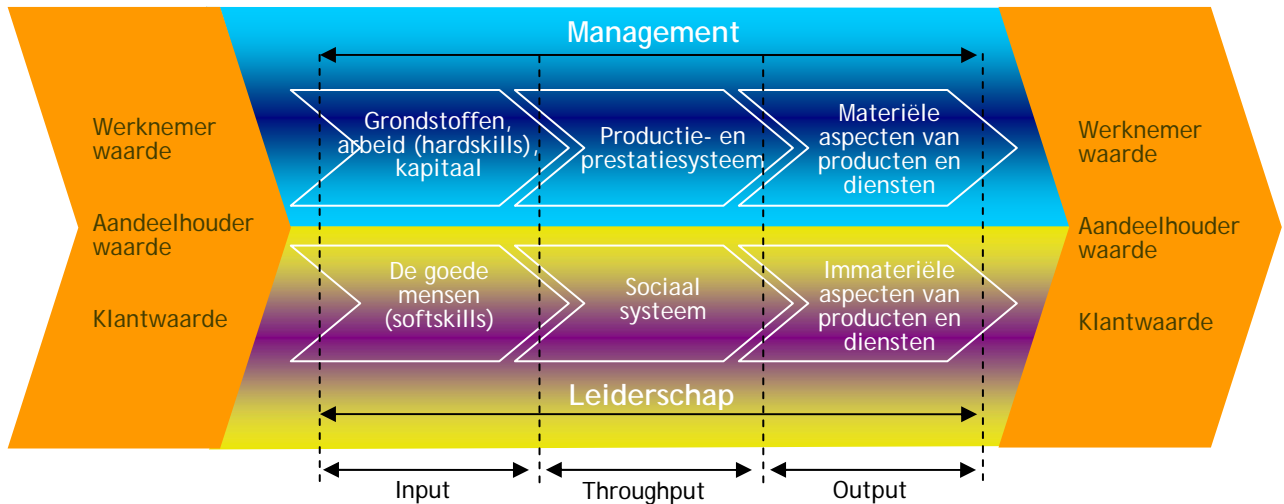 Management
Werknemer
waarde
Aandeelhouder
waarde
Klantwaarde
Grondstoffen,
arbeid (hardskills),
kapitaal
Productie- en
prestatiesysteem
Materiële
aspecten van
producten en
diensten
De goede
mensen
(softskills)
Sociaal
systeem
Immateriële
aspecten van
producten en
diensten
Werknemer
waarde
Aandeelhouder
waarde
Klantwaarde
Leiderschap
Input
Throughput
Output